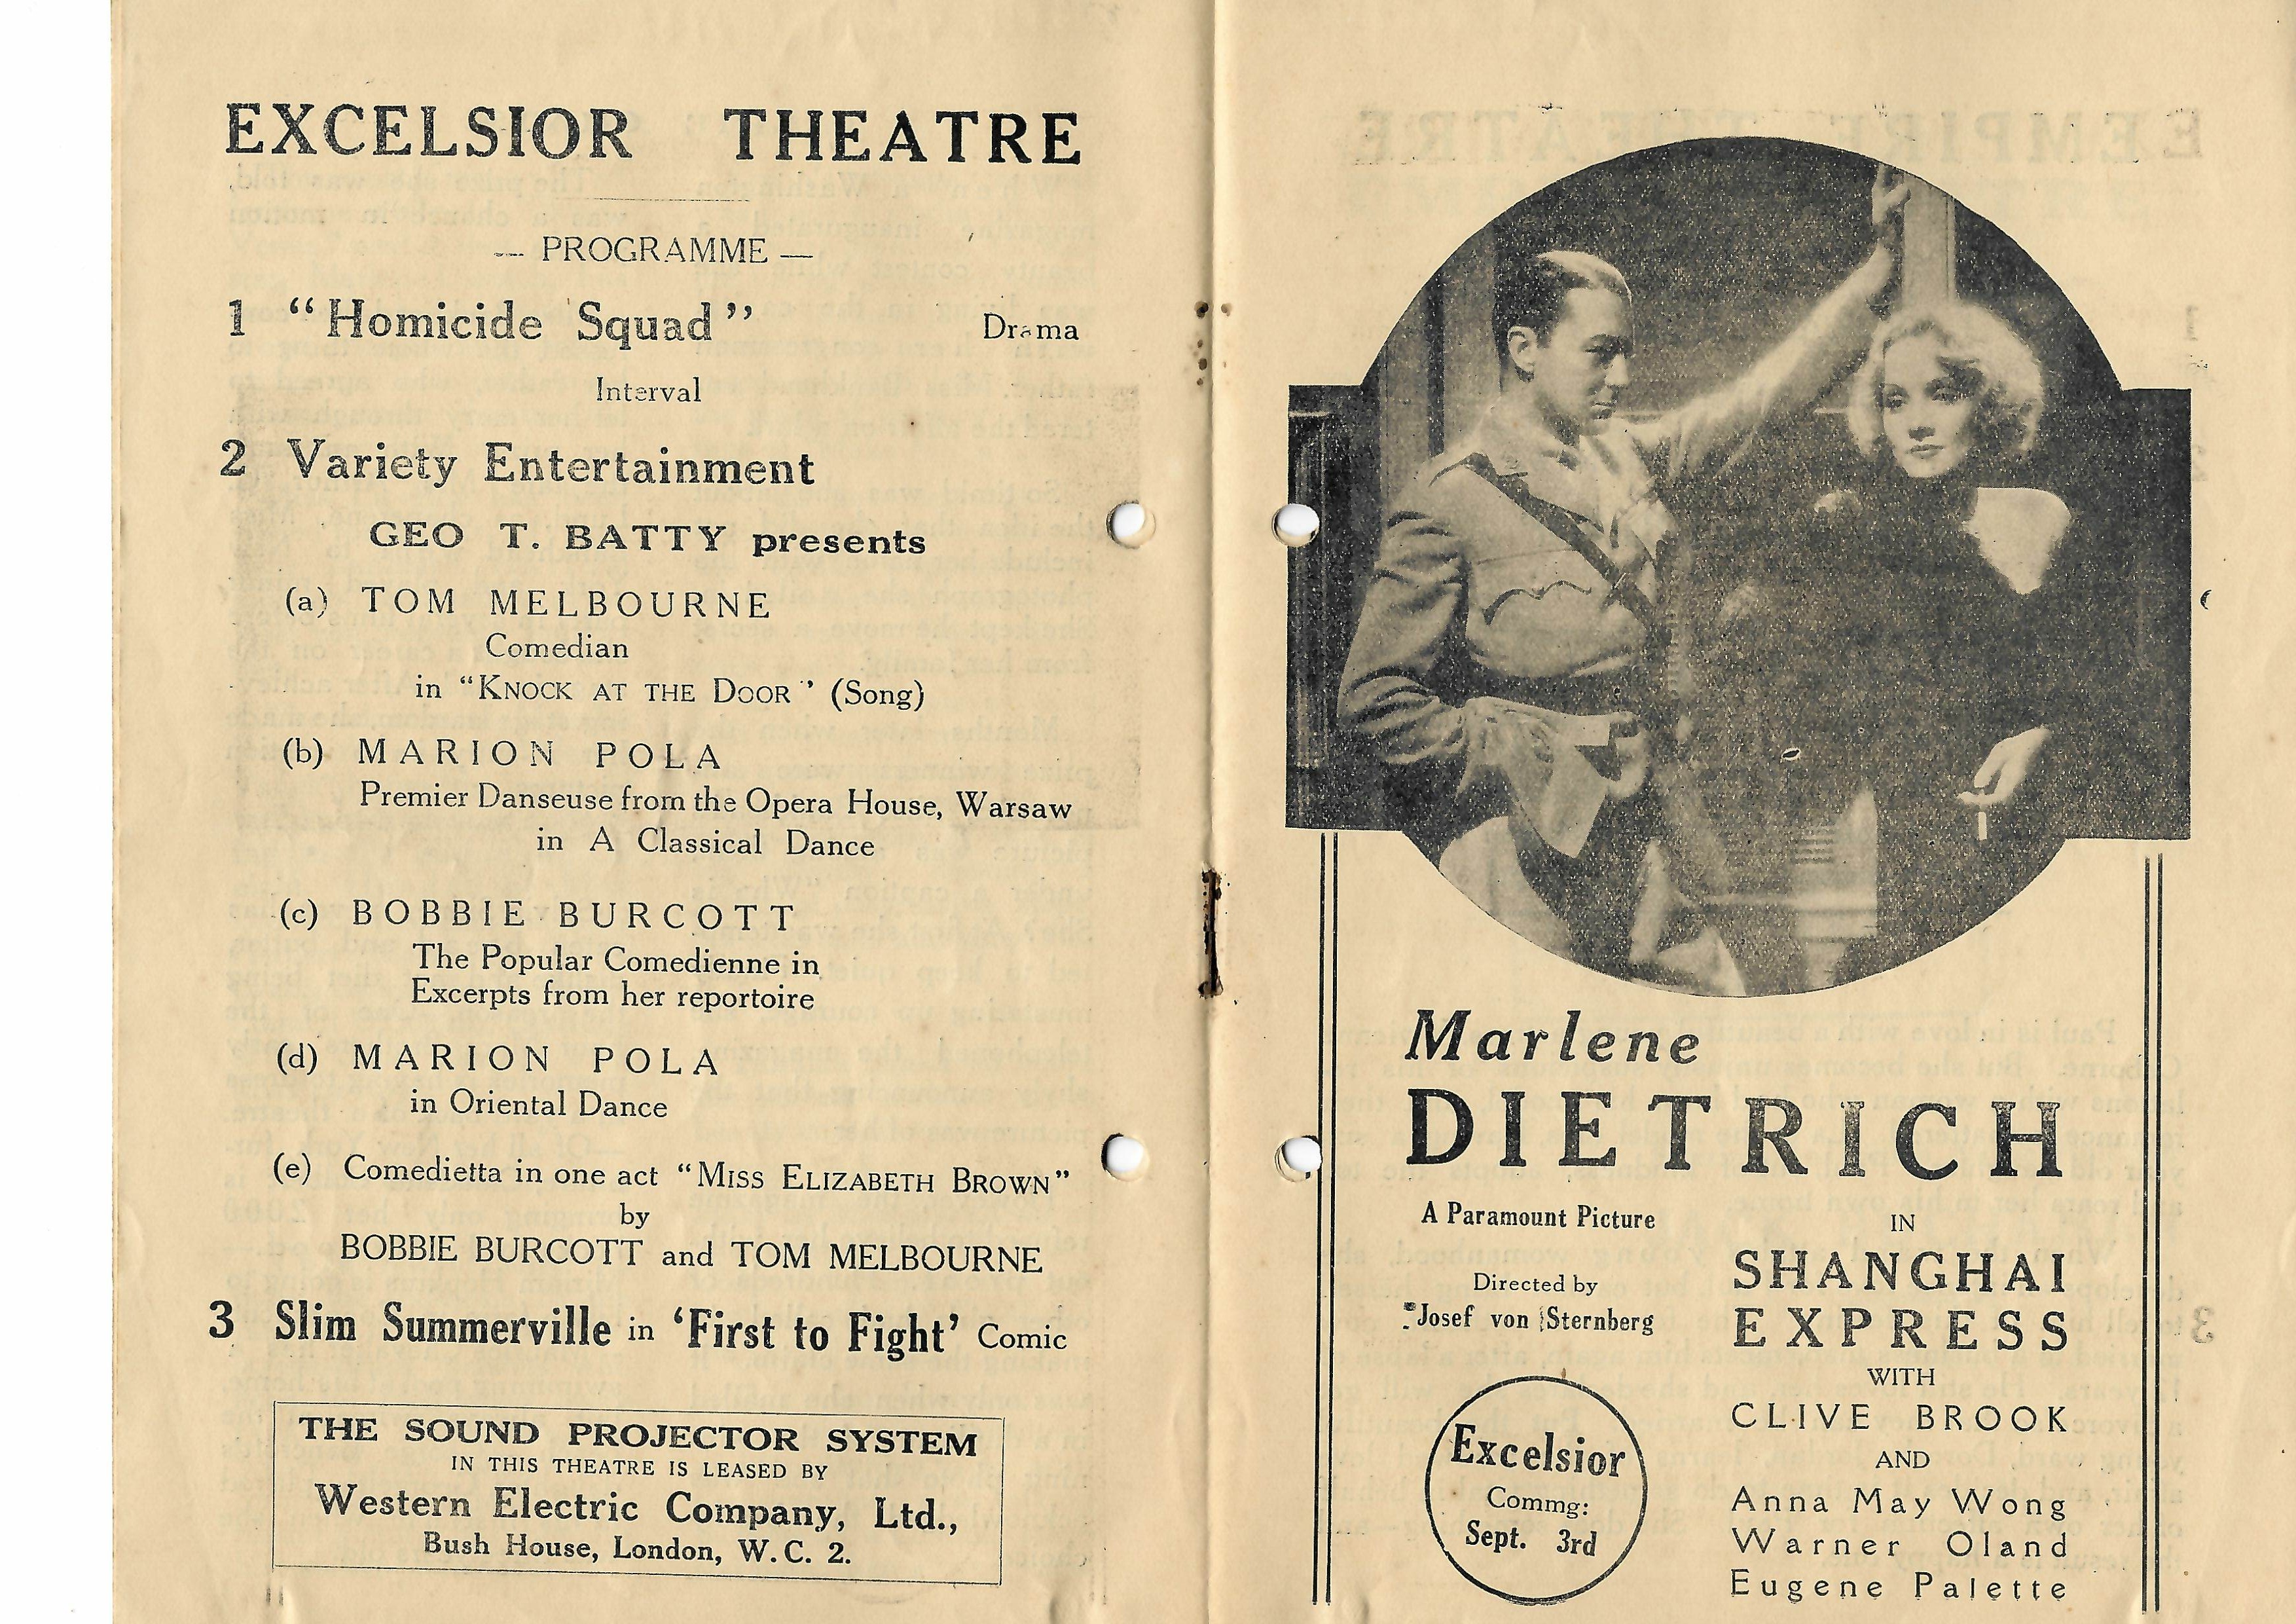 EXCELSIOR THEATRE
-- PROGRAMME —
1 “Homicide Squad” Drama
Interval
2 Variety Entertainment
GEO T. BATTY presents
(a) TOM MELBOURNE
Comedian
in “KNOCK AT THE DOOR” (Song)
(b) MARION POLA
Premier Danseuse from the Opera House, Warsaw
in A Classical Dance
(c) BOBBIE BURCOTT
The Popular Comedienne in
Excerpts from her reportoire
(d) MARION POLA
in Oriental Dance
(e) Comedietta in one act “MISS ELIZABETH BROWN”
by
BOBBIE BURCOTT and TOM MELBOURNE
3 Slim Summerville in ‘First to Fight’ Comic
THE SOUND PROJECTOR SYSTEM
IN THIS THEATRE IS LEASED BY
Western Electric Company, Ltd.,
Bush House, London, W.C. 2.
Marlene
DIETRICH
A Paramount Picture
Directed by
Josef von Sternberg
IN
SHANGHAI
EXPRESS
WITH
CLIVE BROOK
AND
Anna May Wong
Warner Oland
Eugene Palette
Excelsior
Commg:
Sept. 3rd